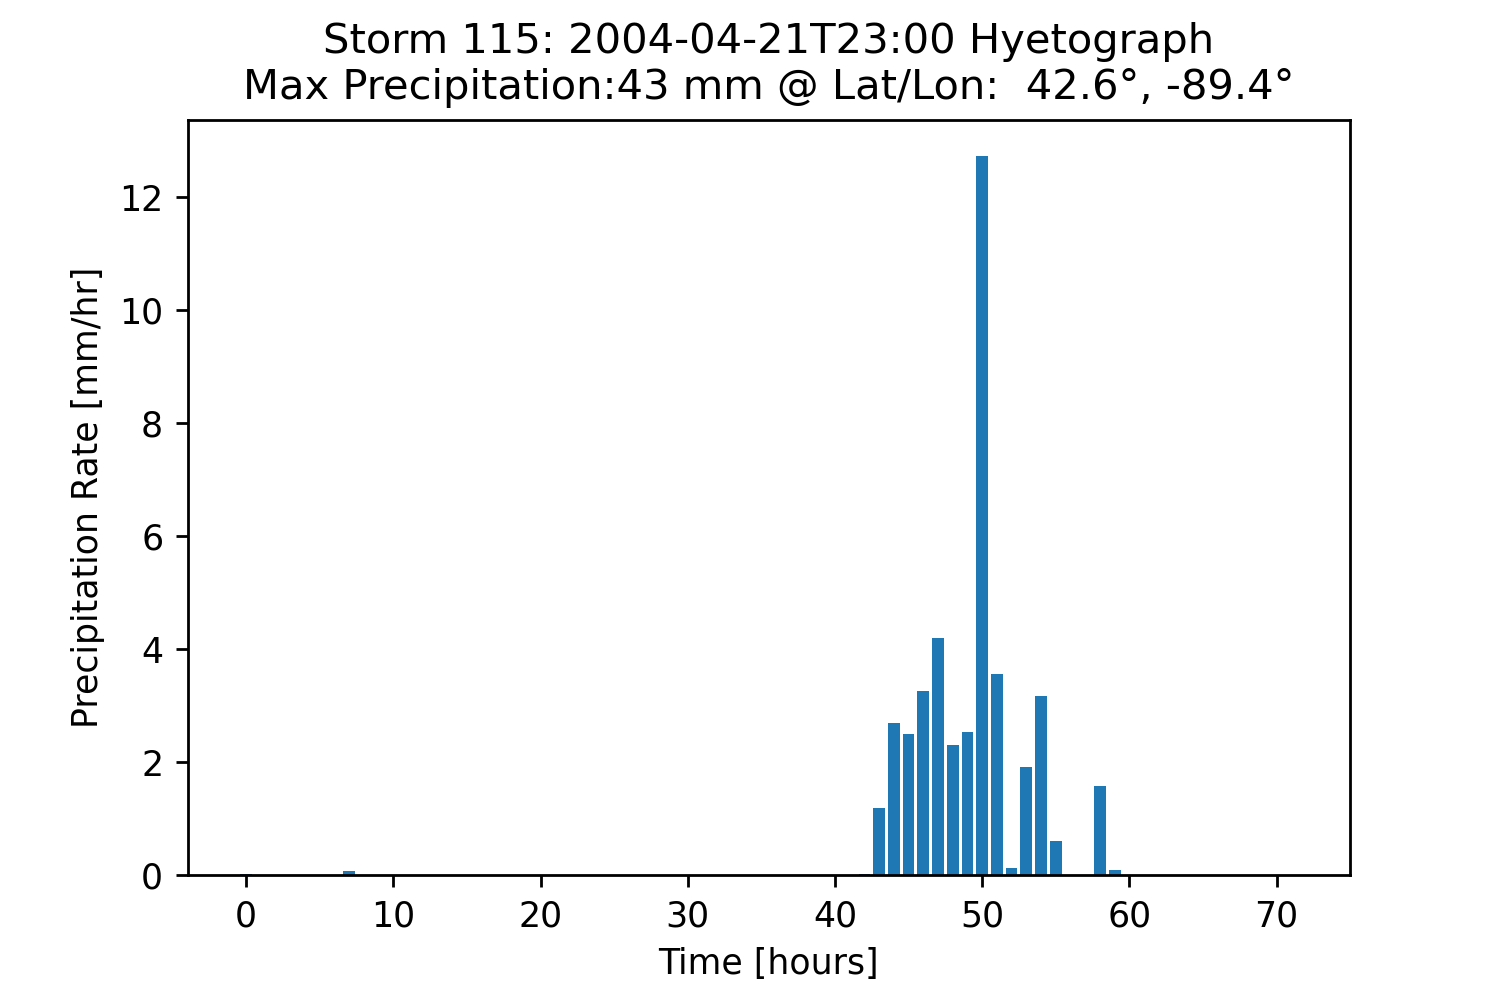 Storm 115: 2004-04-21T23:00 Hyetograph
Max Precipitation:43 mm @ Lat/Lon:  42.6°, -89.4°
12
10
8
6
4
2
0
Precipitation Rate [mm/hr]
0 10 20 30 40 50 60 70
Time [hours]